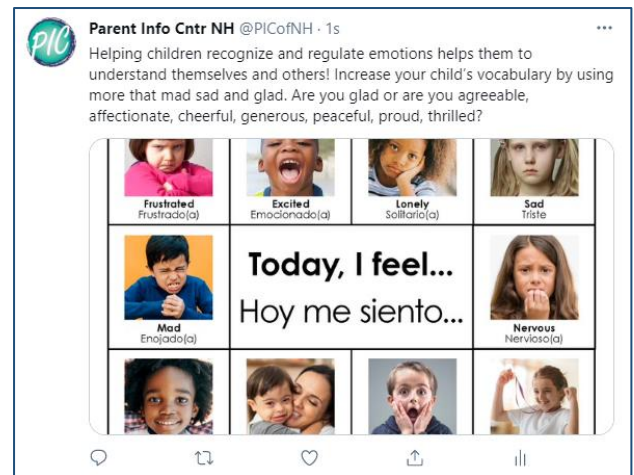 PIC
Parent Info Cntr NH @PICofNH · 1s
Helping children recognize and regulate emotions helps them to
understand themselves and others! Increase your child's vocabulary by using
more that mad sad and glad. Are you glad or are you agreeable,
affectionate, cheerful, generous, peaceful, proud, thrilled?
Frustrated
Frustrado(a)
Excited
Emocionado(a)
Lonely
Solitario(a)
Sad
Triste
Mad
Enojado(a)
Today, I feel...
Hoy me siento...
Nervous
Nervioso(a)